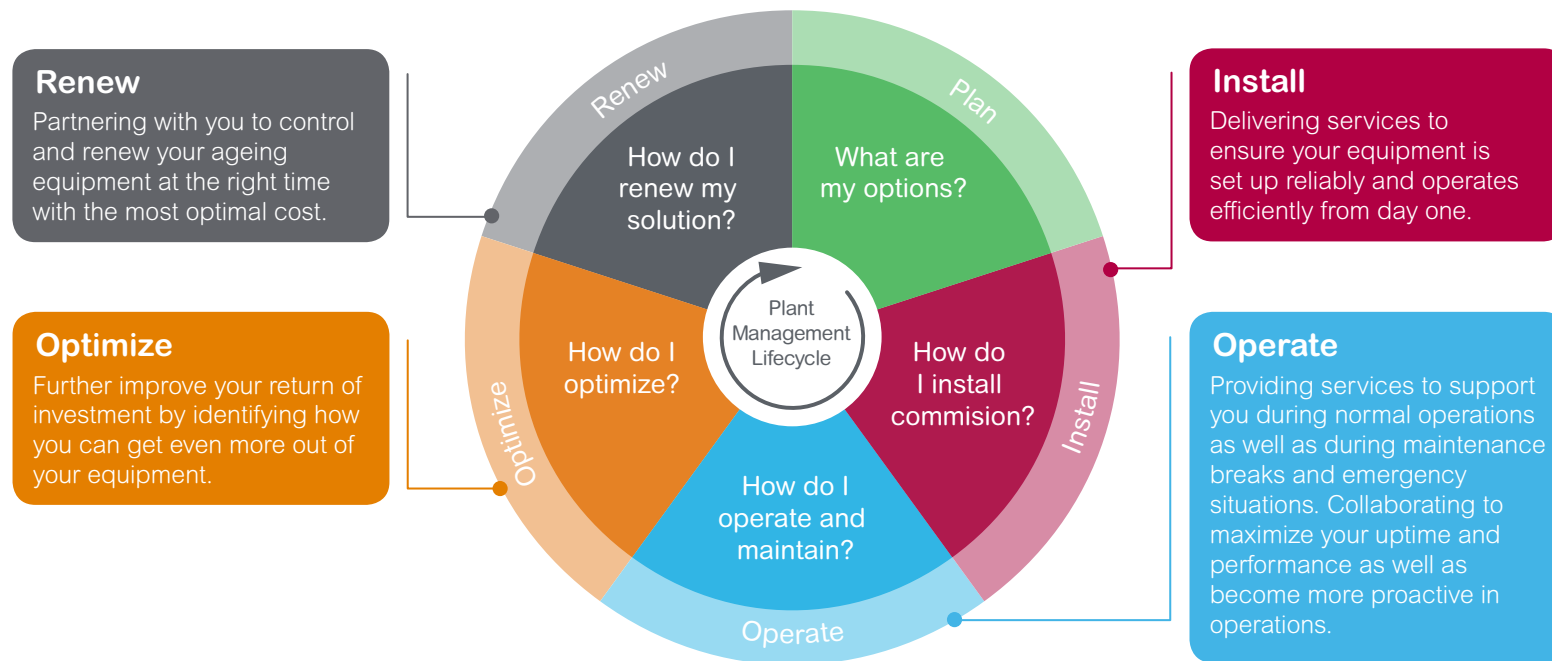 Renew
Partnering with you to control
and renew your ageing
equipment at the right time
with the most optimal cost.
Optimize
Further improve your return of
investment by identifying how
you can get even more out of
your equipment.
Renew
Plan
Install
Operate
Optimize
How do I
renew my
solution?
What are
my options?
How do
I install
commision?
How do I
operate and
maintain?
How do I
optimize?
Plant
Management
Lifecycle
Install
Delivering services to
ensure your equipment is
set up reliably and operates
efficiently from day one.
Operate
Providing services to support
you during normal operations
as well as during maintenance
breaks and emergency
situations. Collaborating to
maximize your uptime and
performance as well as
become more proactive in
operations.